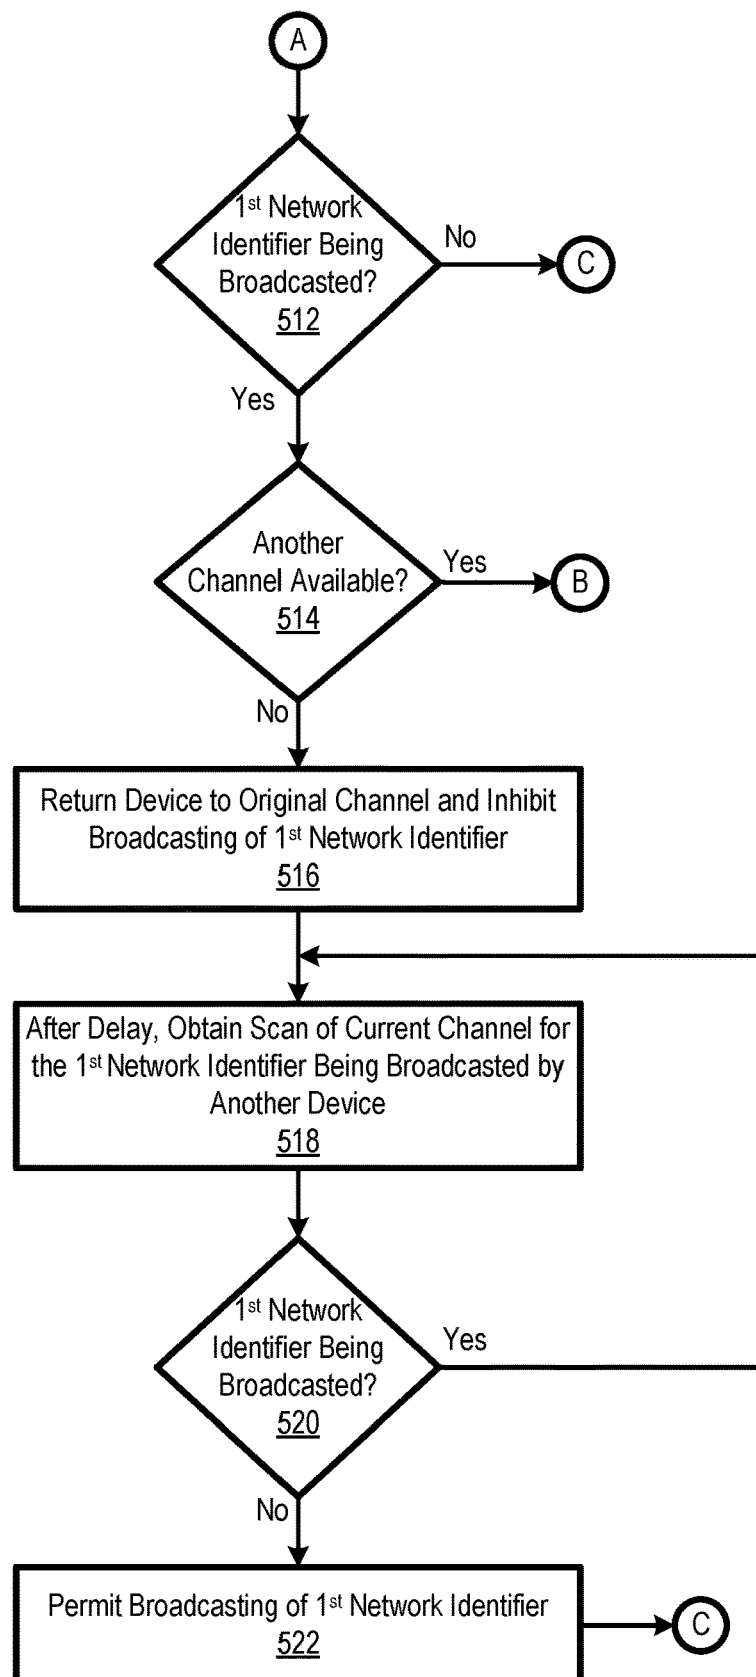 A
1st Network
Identifier Being
Broadcasted?
512
No
C
Yes
Another
Channel Available?
514
Yes
B
No
Return Device to Original Channel and Inhibit
Broadcasting of 1st Network Identifier
516
After Delay, Obtain Scan of Current Channel for
the 1st Network Identifier Being Broadcasted by
Another Device
518
1st Network
Identifier Being
Broadcasted?
520
Yes
No
Permit Broadcasting of 1st Network Identifier
522
C